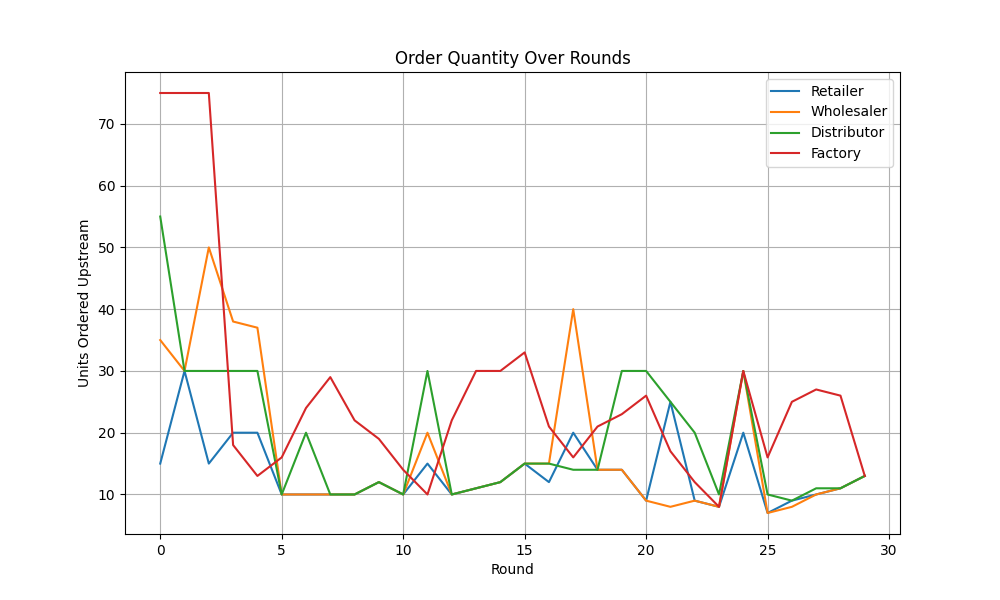 Order Quantity Over Rounds
Retailer
Wholesaler
Distributor
Factory
Units Ordered Upstream
70
60
50
40
30
20
10
0 5 10 15 20 25 30
Round